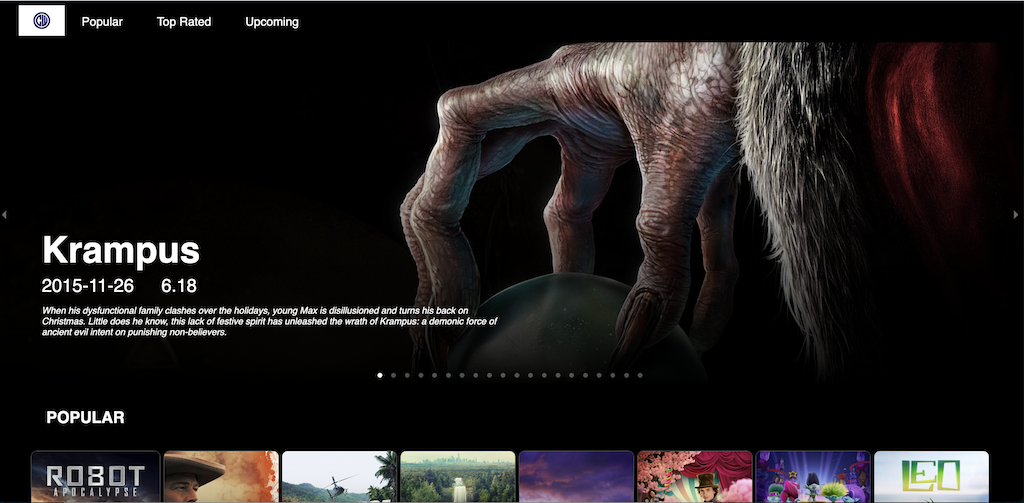 Popular
Top Rated
Upcoming
Krampus
2015-11-26 6.18
When his dysfunctional family clashes over the holidays, young Max is disillusioned and turns his back on
Christmas. Little does he know, this lack of festive spirit has unleashed the wrath of Krampus: a demonic force of
ancient evil intent on punishing non-believers.
POPULAR
ROBOT
APOCALYPSE
LEO